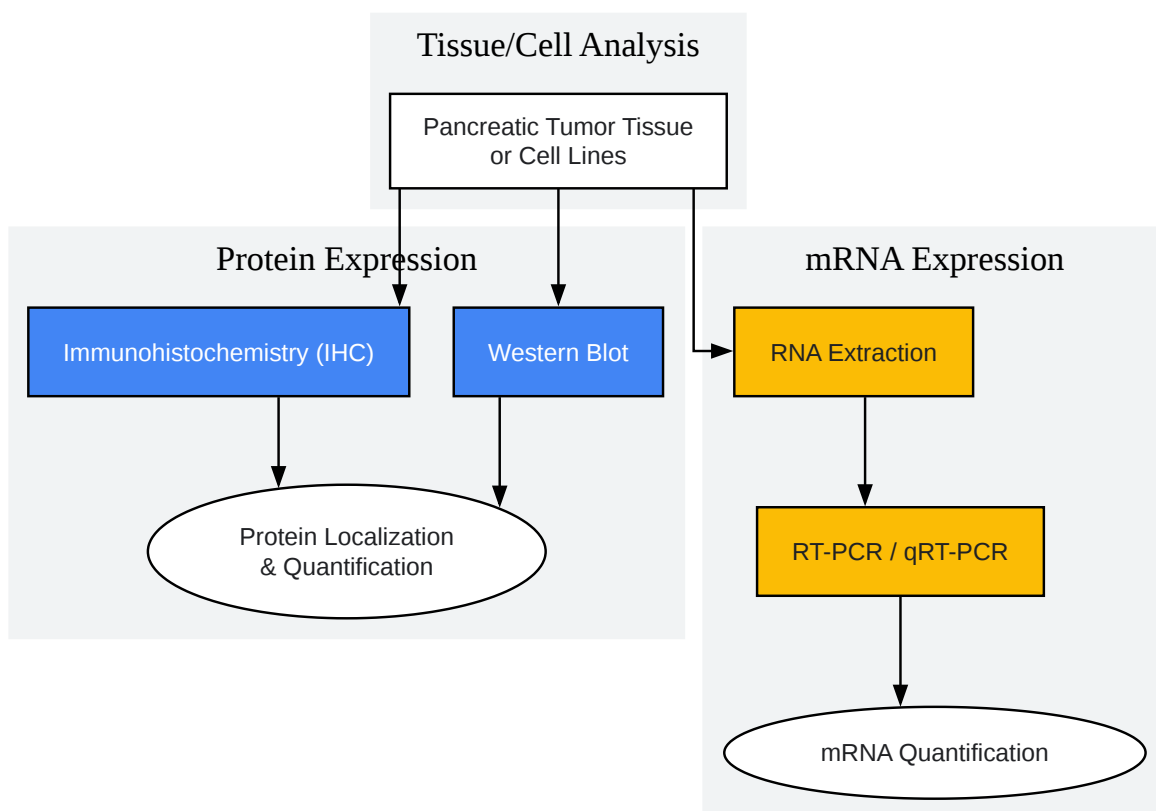 Tissue/Cell Analysis
Pancreatic Tumor Tissue
or Cell Lines
Protein Expression
mRNA Expression
Immunohistochemistry (IHC)
Western Blot
RNA Extraction
Protein Localization
& Quantification
RT-PCR / qRT-PCR
mRNA Quantification